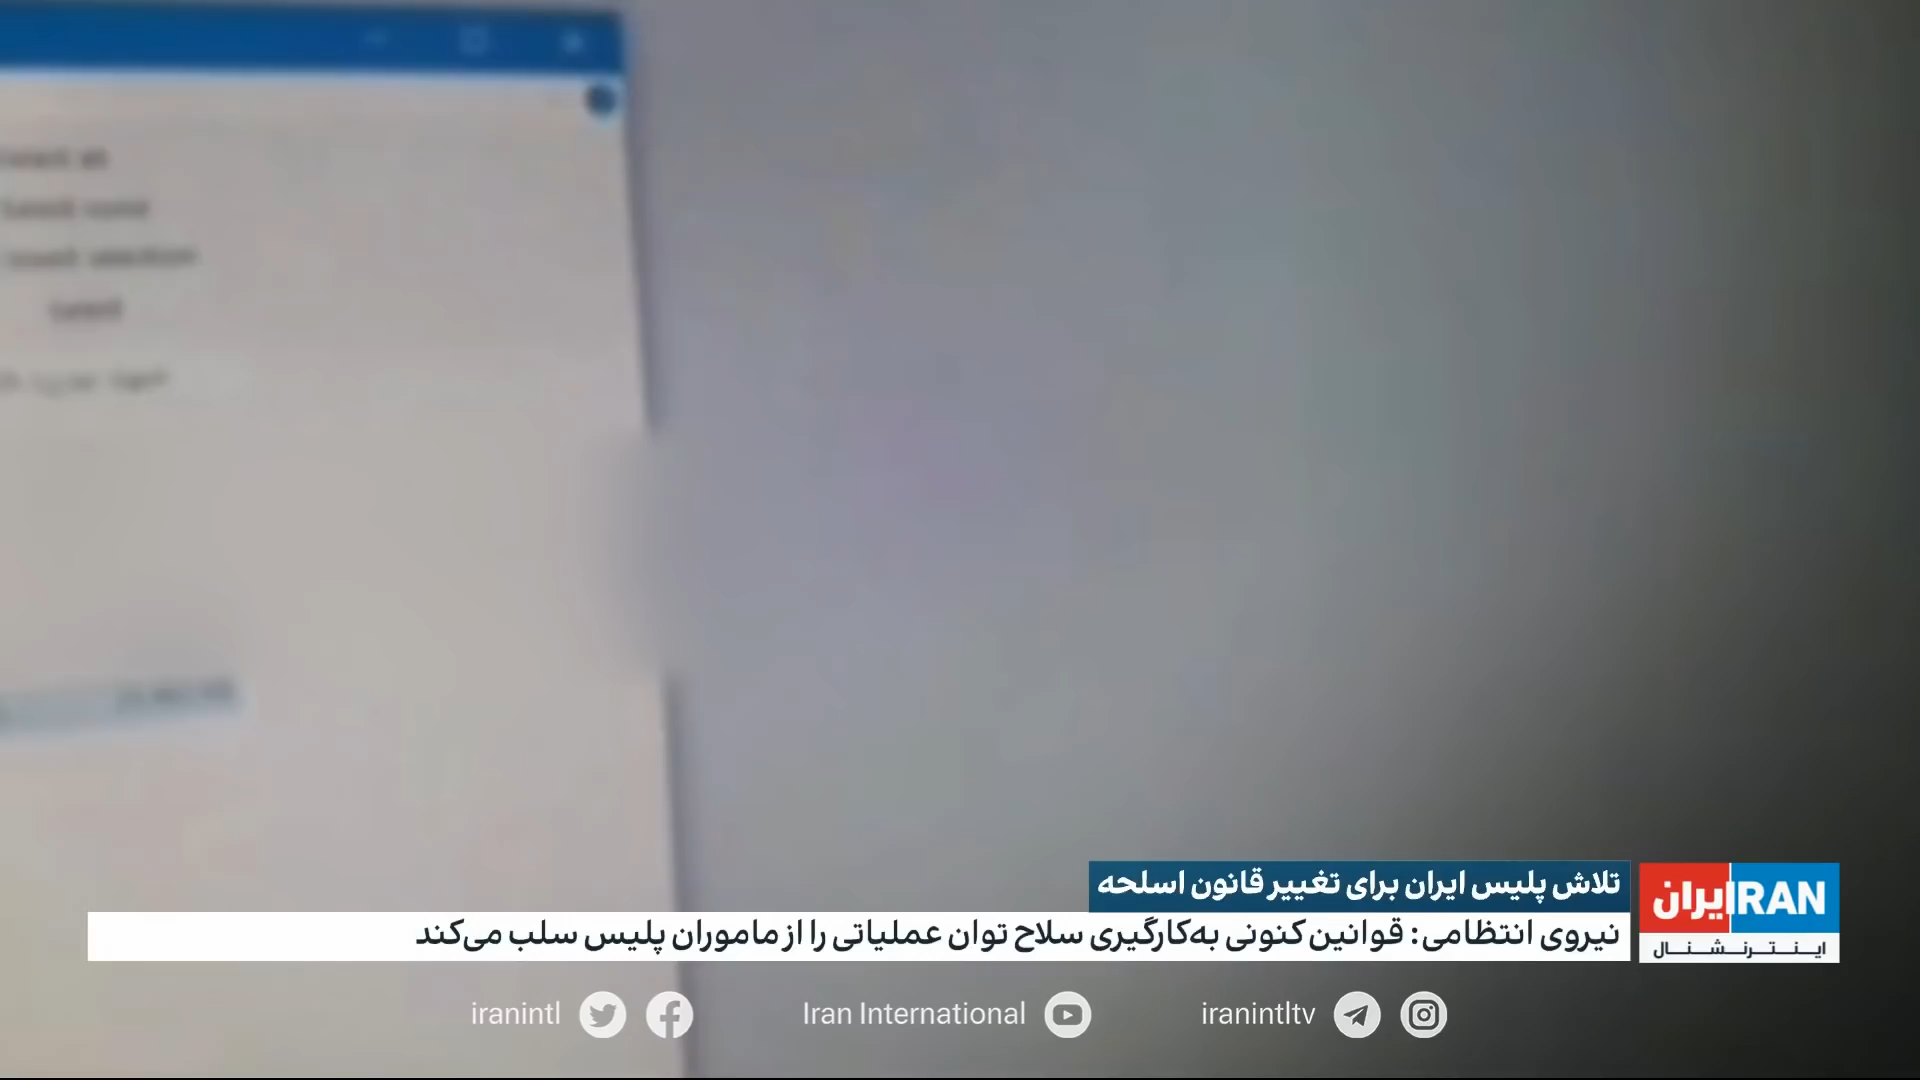 تلاش پلیس ایران برای تغییر قانون اسلحه
نیروی انتظامی: قوانین کنونی به‌کارگیری سلاح توان عملیاتی را از ماموران پلیس سلب می‌کند
ایران IRAN
اینترنشنال
iranintl
Iran International
iranintltv